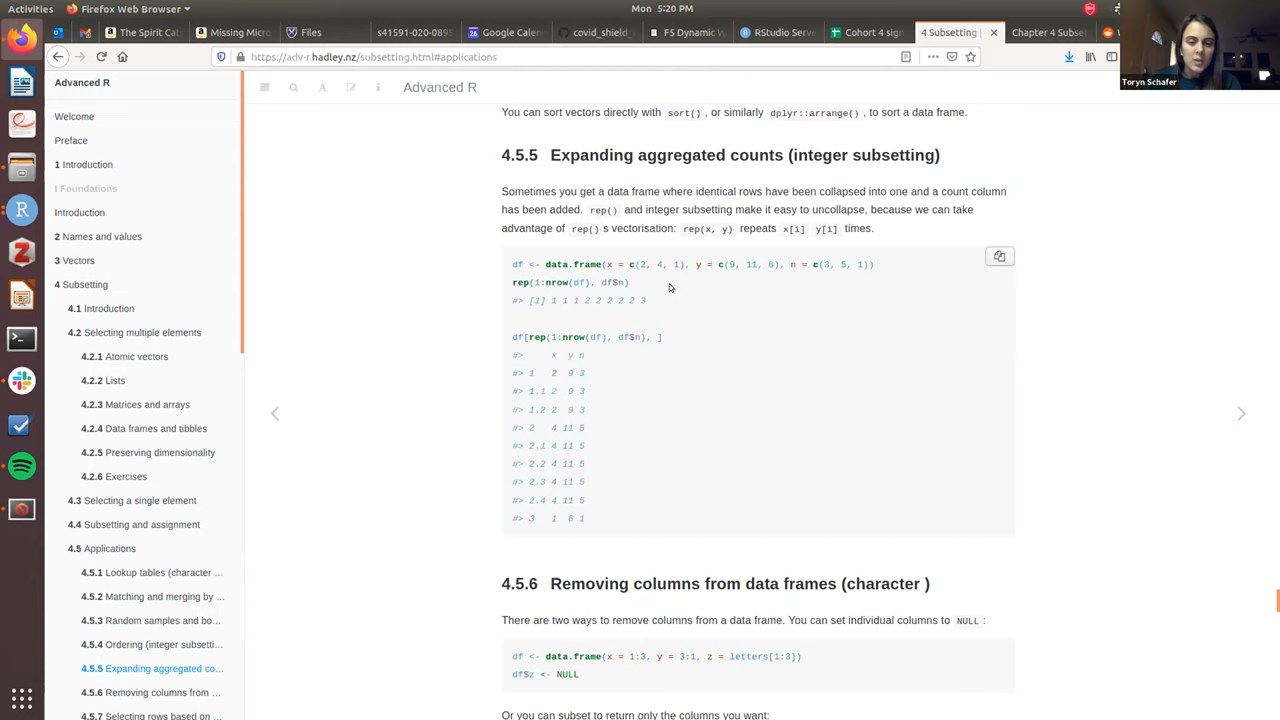 Activities
Firefox Web Browser
Mon 5:20 PM
The Spirit Cat
Missing Micro
Files
s41591-020-0895
Google Calen
covid_shield_
F5 Dynamic W
RStudio Serve
Cohort 4 sign
4 Subsetting
Chapter 4 Subset
https://adv-r.hadley.nz/subsetting.html#applications
Toryn Schafer
Advanced R
Welcome
Preface
1 Introduction
I Foundations
Introduction
2 Names and values
3 Vectors
4 Subsetting
4.1 Introduction
4.2 Selecting multiple elements
4.2.1 Atomic vectors
4.2.2 Lists
4.2.3 Matrices and arrays
4.2.4 Data frames and tibbles
4.2.5 Preserving dimensionality
4.2.6 Exercises
4.3 Selecting a single element
4.4 Subsetting and assignment
4.5 Applications
4.5.1 Lookup tables (character ...
4.5.2 Matching and merging by ...
4.5.3 Random samples and bo...
4.5.4 Ordering (integer subsetti...
4.5.5 Expanding aggregated co...
4.5.6 Removing columns from ...
4.5.7 Selecting rows based on ...
Advanced R
You can sort vectors directly with sort(), or similarly dplyr::arrange(), to sort a data frame.
4.5.5 Expanding aggregated counts (integer subsetting)
Sometimes you get a data frame where identical rows have been collapsed into one and a count column
has been added. rep() and integer subsetting make it easy to uncollapse, because we can take
advantage of rep() s vectorisation: rep(x, y) repeats x[i] y[i] times.
df <- data.frame(x = c(2, 4, 1), y = c(9, 11, 6), n = c(3, 5, 1))
rep(1:nrow(df), df$n)
#> [1] 1 1 1 2 2 2 2 2 3
df[rep(1:nrow(df), df$n), ]
#> x y n
#> 1 2 9 3
#> 1.1 2 9 3
#> 1.2 2 9 3
#> 2 4 11 5
#> 2.1 4 11 5
#> 2.2 4 11 5
#> 2.3 4 11 5
#> 2.4 4 11 5
#> 3 1 6 1
4.5.6 Removing columns from data frames (character )
There are two ways to remove columns from a data frame. You can set individual columns to NULL:
df <- data.frame(x = 1:3, y = 3:1, z = letters[1:3])
df$z <- NULL
Or you can subset to return only the columns you want: